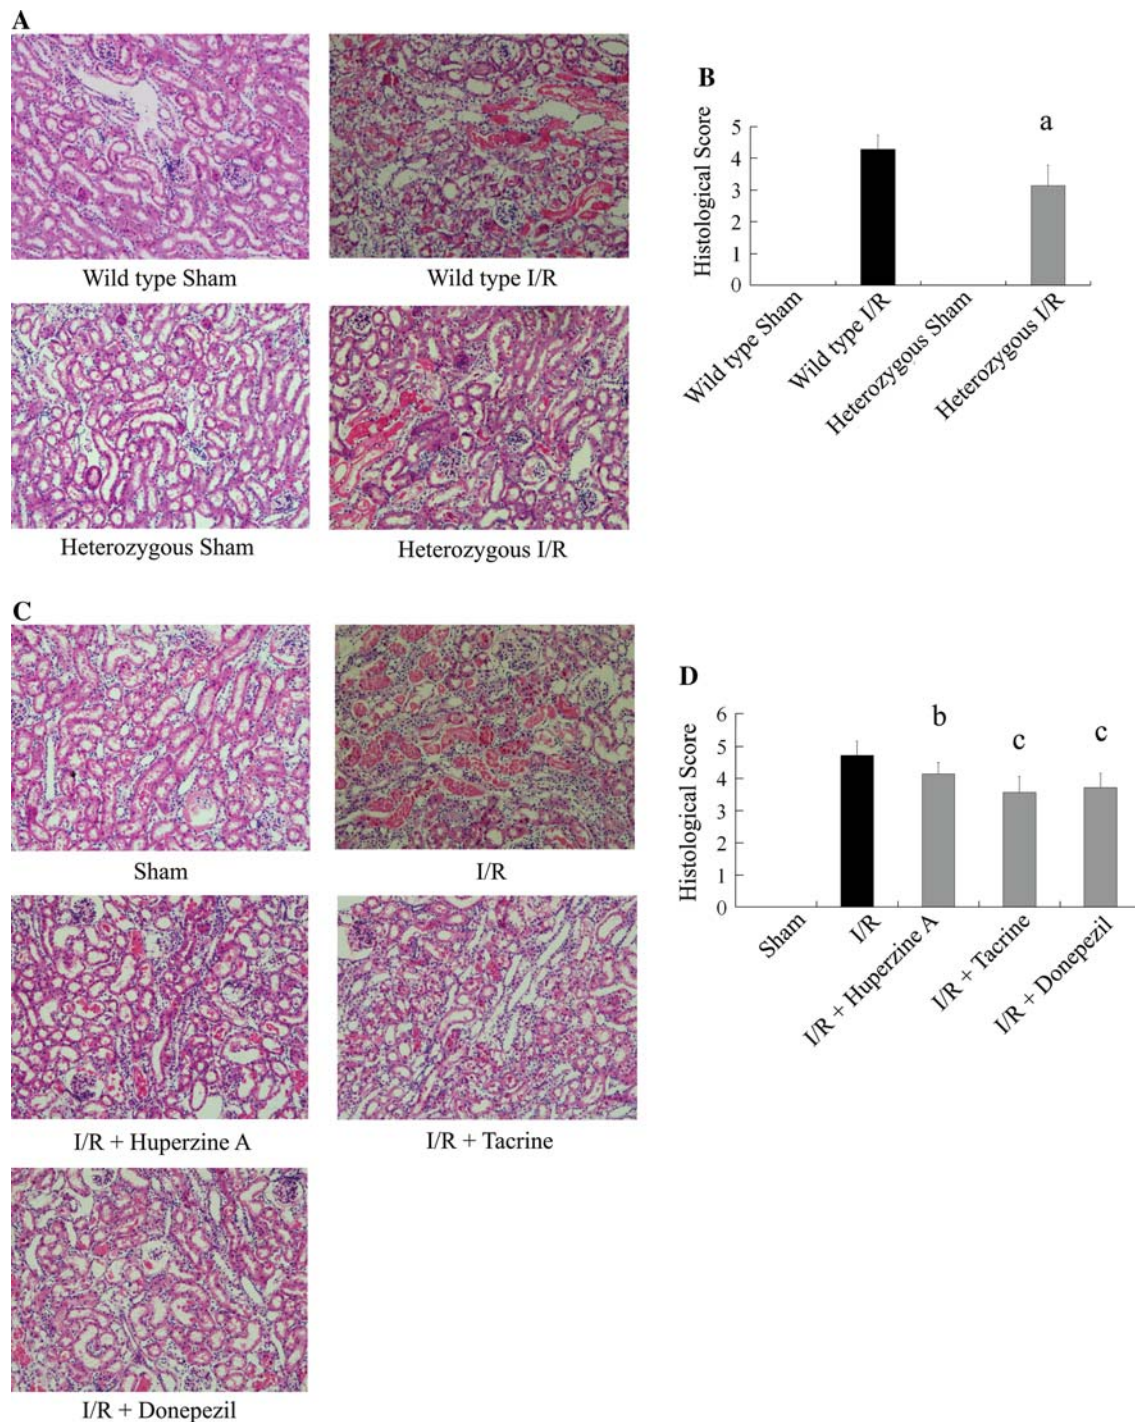 A
Wild type Sham
Wild type I/R
Heterozygous Sham
Heterozygous I/R
B
Histological Score
5
4
3
2
1
0
a
Wild type Sham
Wild type I/R
Heterozygous Sham
Heterozygous I/R
C
Sham
I/R
I/R + Huperzine A
I/R + Tacrine
I/R + Donepezil
D
Histological Score
6
5
4
3
2
1
0
b
c
c
Sham
I/R
I/R + Huperzine A
I/R + Tacrine
I/R + Donepezil